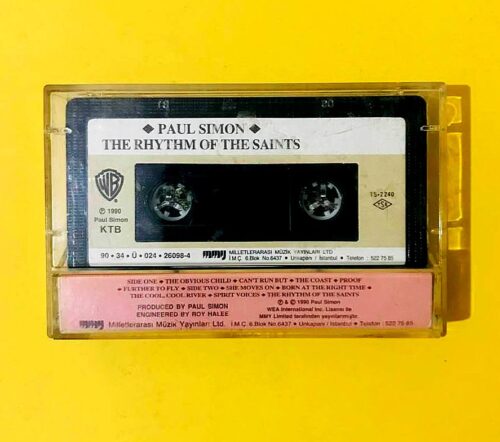 ◆ PAUL SIMON ◆
THE RHYTHM OF THE SAINTS
WB
℗ 1990
Paul Simon
KTB
TS-2240
TSE
90 • 34 • Ü • 024 • 26098-4
MMY MİLLETLERARASI MÜZİK YAYINLARI LTD.
İ.M.Ç. 6.Blok No.6437 • Unkapanı / İstanbul • Telefon : 522 75 85
SIDE ONE ◆ THE OBVIOUS CHILD ◆ CAN'T RUN BUT ◆ THE COAST ◆ PROOF
◆ FURTHER TO FLY ◆ SIDE TWO ◆ SHE MOVES ON ◆ BORN AT THE RIGHT TIME ◆
THE COOL, COOL RIVER ◆ SPIRIT VOICES ◆ THE RHYTHM OF THE SAINTS
PRODUCED BY PAUL SIMON
ENGINEERED BY ROY HALEE
℗ & © 1990 Paul Simon
WEA International Inc. Lisansı ile
MMY Limited tarafından yayınlanmıştır.
MMY Milletlerarası Müzik Yayınları Ltd. İ.M.Ç. 6.Blok No.6437 • Unkapanı / İstanbul • Telefon : 522 75 85